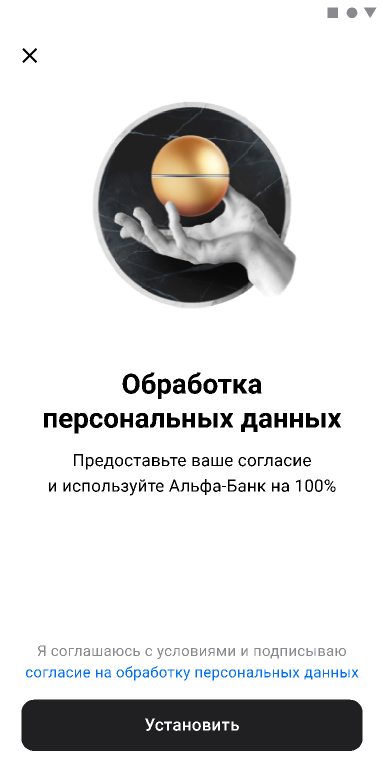 Обработка
персональных данных
Предоставьте ваше согласие
и используйте Альфа-Банк на 100%
Я соглашаюсь с условиями и подписываю
согласие на обработку персональных данных
Установить